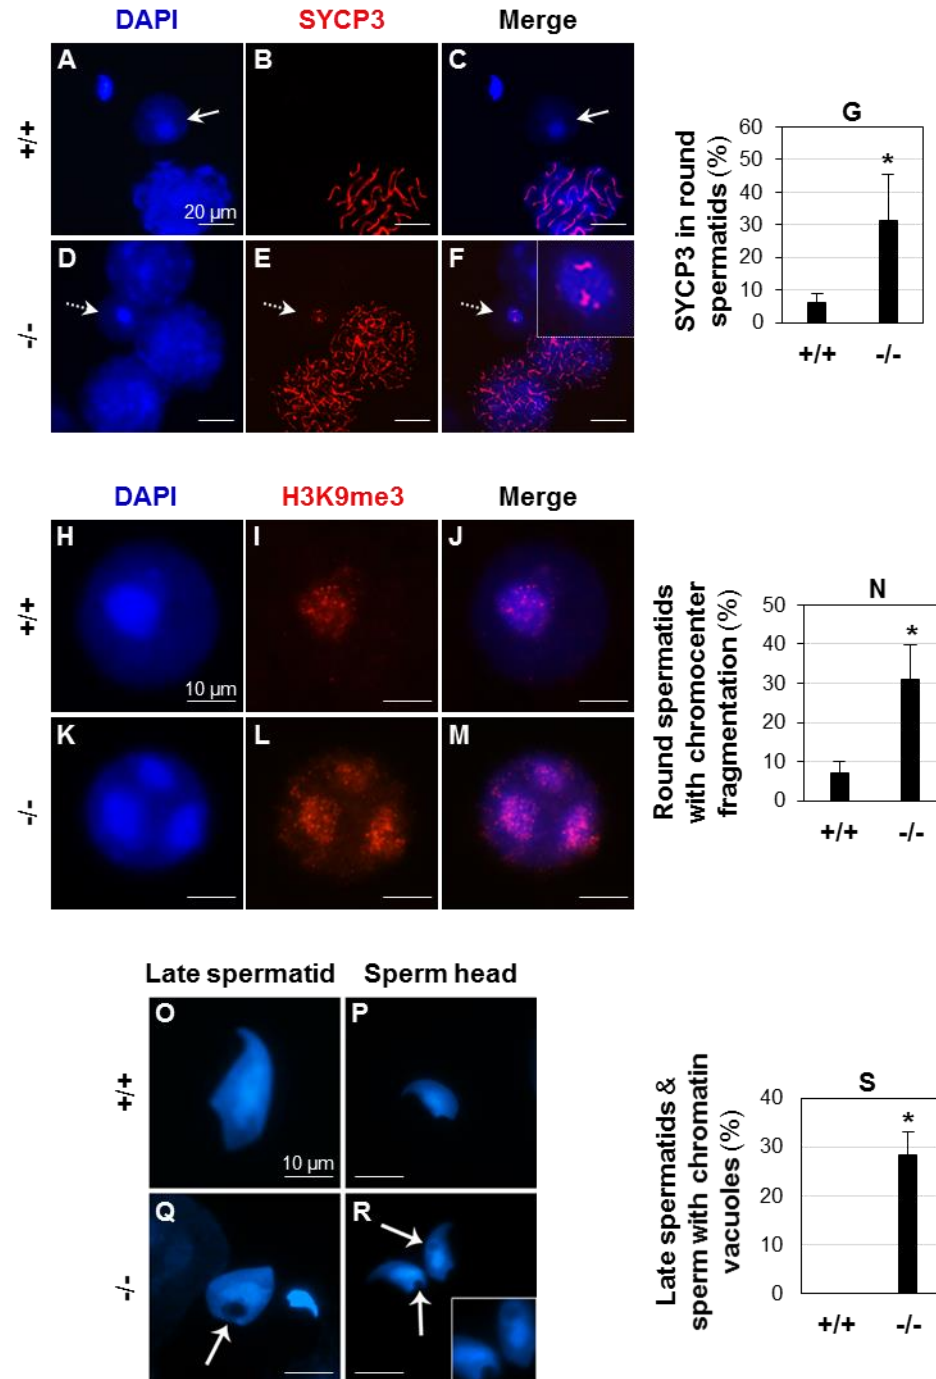 DAPI SYCP3 Merge
+/+
A B C
20 µm
-/-
D E F
G
SYCP3 in round
spermatids (%)
60
50
40
30
20
10
0
*
+/+ -/-
DAPI H3K9me3 Merge
+/+
H I J
10 µm
-/-
K L M
N
Round spermatids
with chromocenter
fragmentation (%)
50
40
30
20
10
0
*
+/+ -/-
Late spermatid Sperm head
+/+
O P
10 µm
-/-
Q R
S
Late spermatids &
sperm with chromatin
vacuoles (%)
40
30
20
10
0
*
+/+ -/-